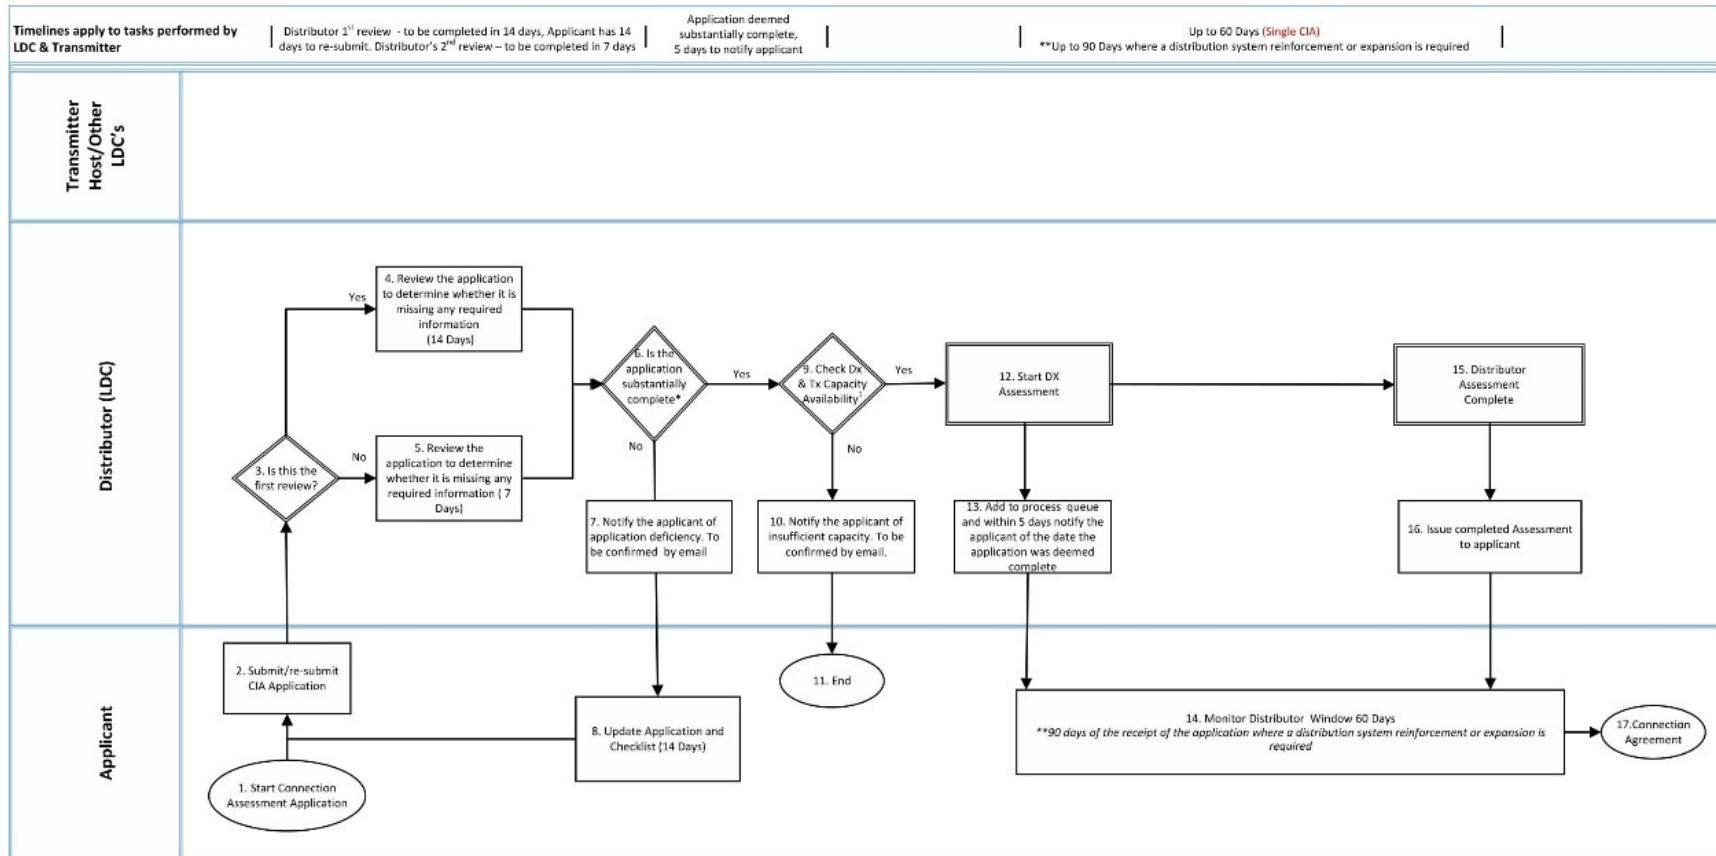 Timelines apply to tasks performed by
LDC & Transmitter
Distributor 1st review - to be completed in 14 days, Applicant has 14
days to re-submit. Distributor's 2nd review – to be completed in 7 days
Application deemed
substantially complete,
5 days to notify applicant
Up to 60 Days (Single CIA)
**Up to 90 Days where a distribution system reinforcement or expansion is required
Transmitter
Host/Other
LDC's
Distributor (LDC)
4. Review the application
to determine whether it is
missing any required
information
(14 Days)
Yes
3. Is this the
first review?
No
5. Review the
application to determine
whether it is missing any
required information ( 7
Days)
6. Is the
application
substantially
complete*
Yes
No
9. Check Dx
& Tx Capacity
Availability1
Yes
No
12. Start DX
Assessment
15. Distributor
Assessment
Complete
7. Notify the applicant of
application deficiency. To
be confirmed by email
10. Notify the applicant of
insufficient capacity. To be
confirmed by email.
13. Add to process queue
and within 5 days notify the
applicant of the date the
application was deemed
complete
16. Issue completed Assessment
to applicant
Applicant
2. Submit/re-submit
CIA Application
11. End
8. Update Application and
Checklist (14 Days)
14. Monitor Distributor Window 60 Days
**90 days of the receipt of the application where a distribution system reinforcement or expansion is
required
17.Connection
Agreement
1. Start Connection
Assessment Application